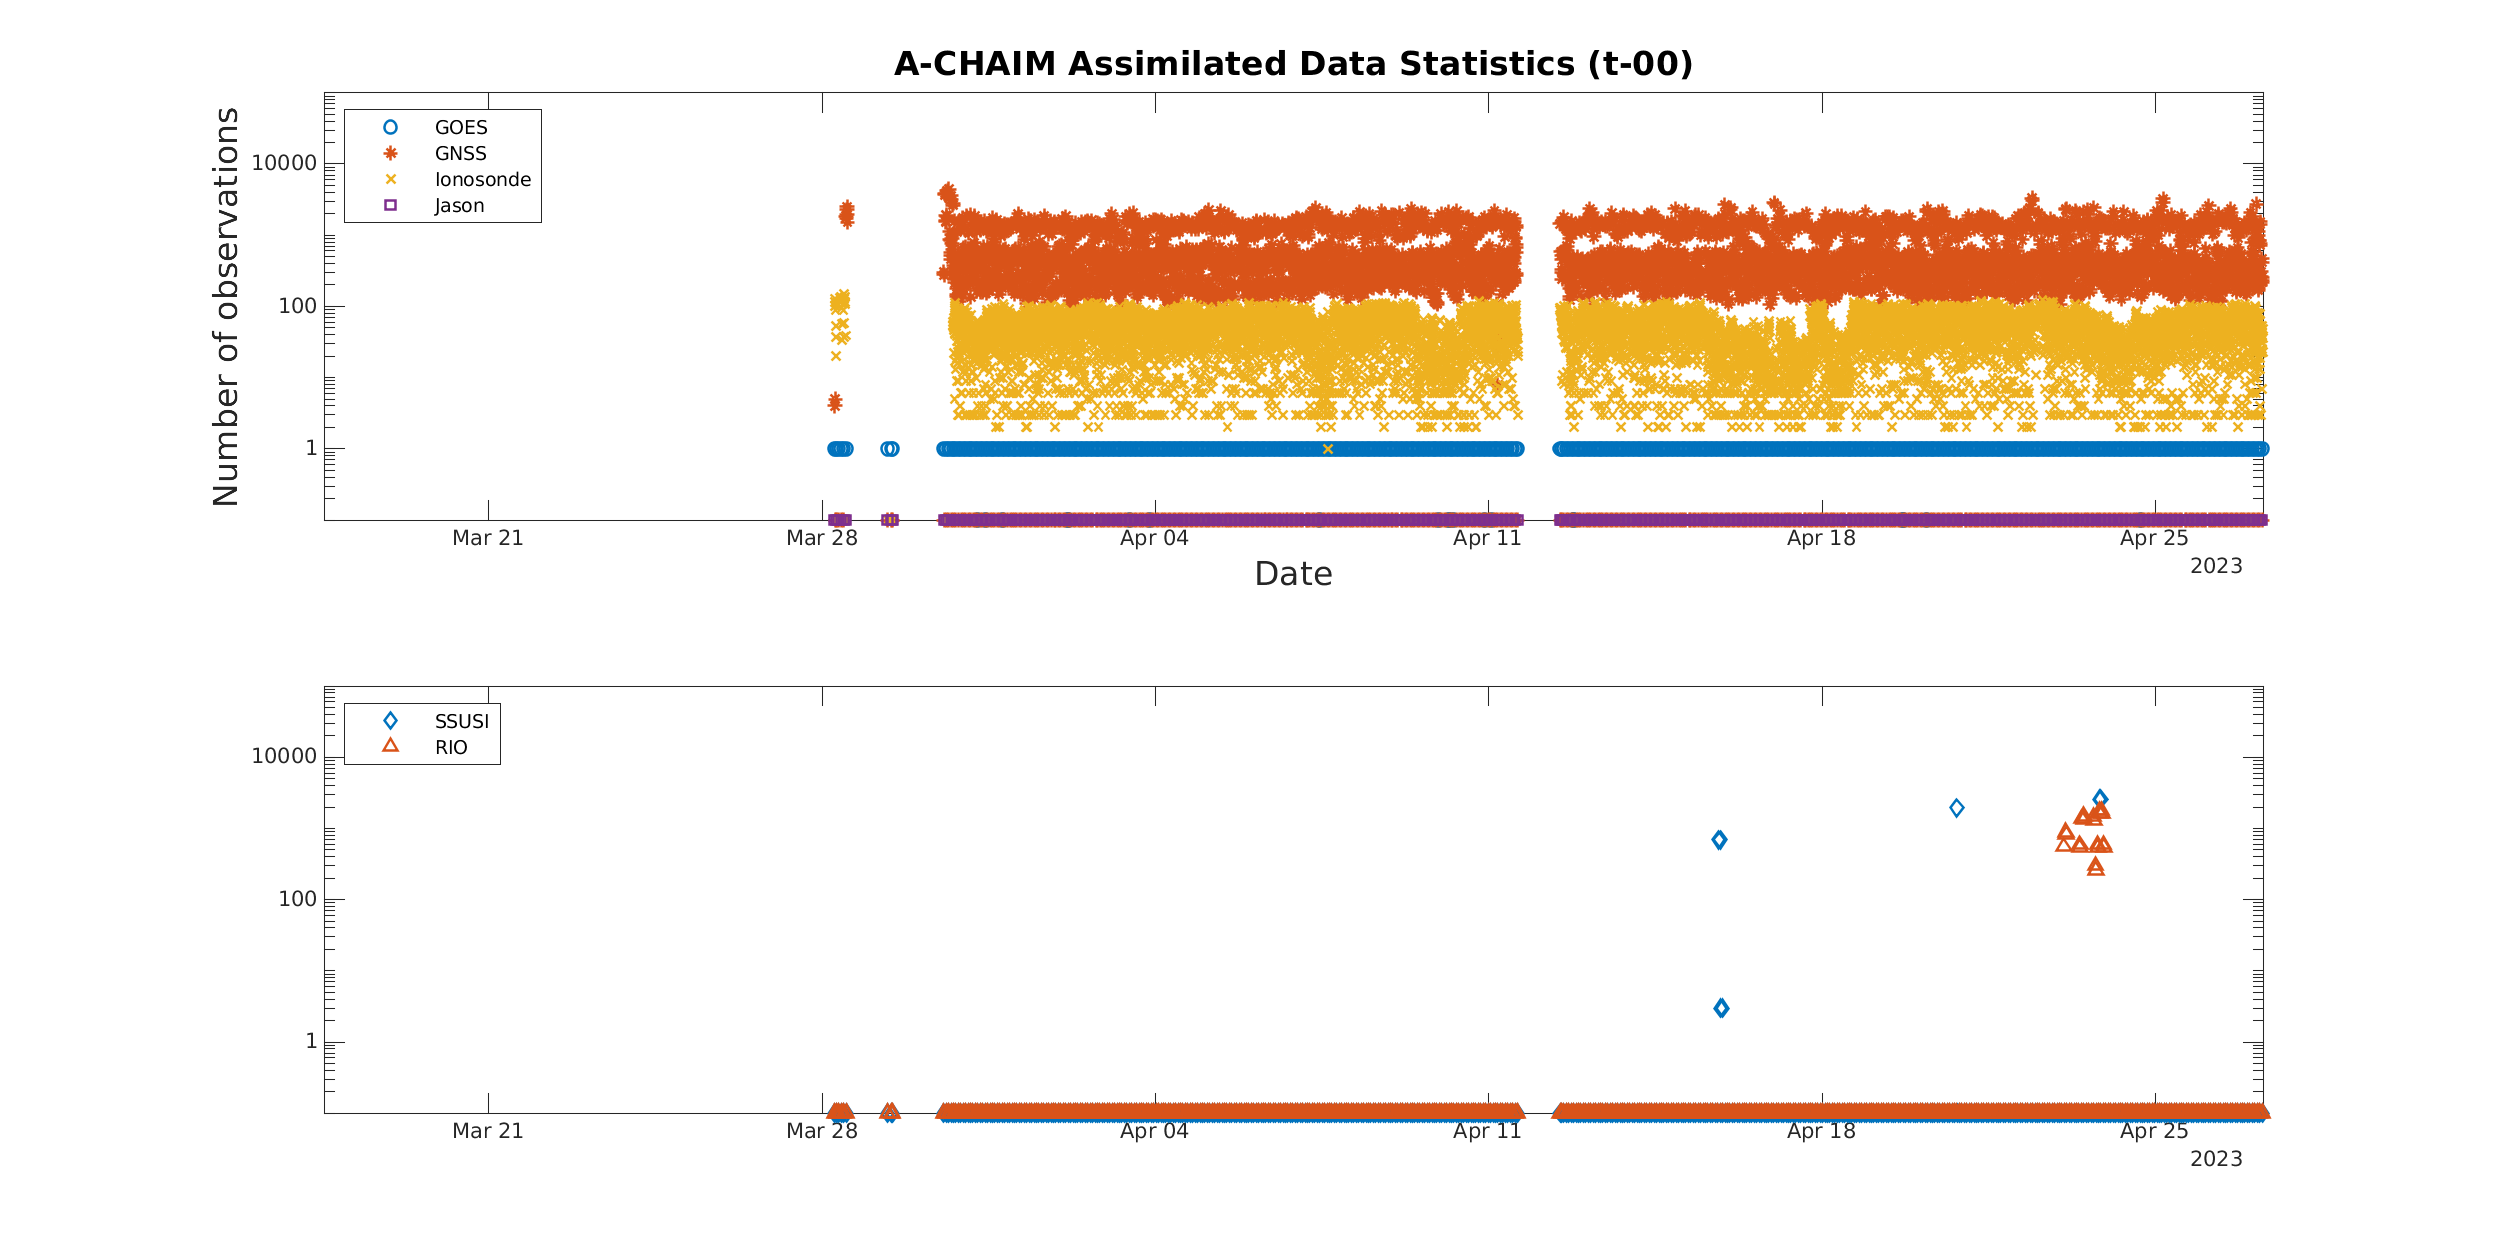 A-CHAIM Assimilated Data Statistics (t-00)
Number of observations
GOES
GNSS
Ionosonde
Jason
10000
100
1
Mar 21 Mar 28 Apr 04 Apr 11 Apr 18 Apr 25
2023
Date
SSUSI
RIO
10000
100
1
Mar 21 Mar 28 Apr 04 Apr 11 Apr 18 Apr 25
2023